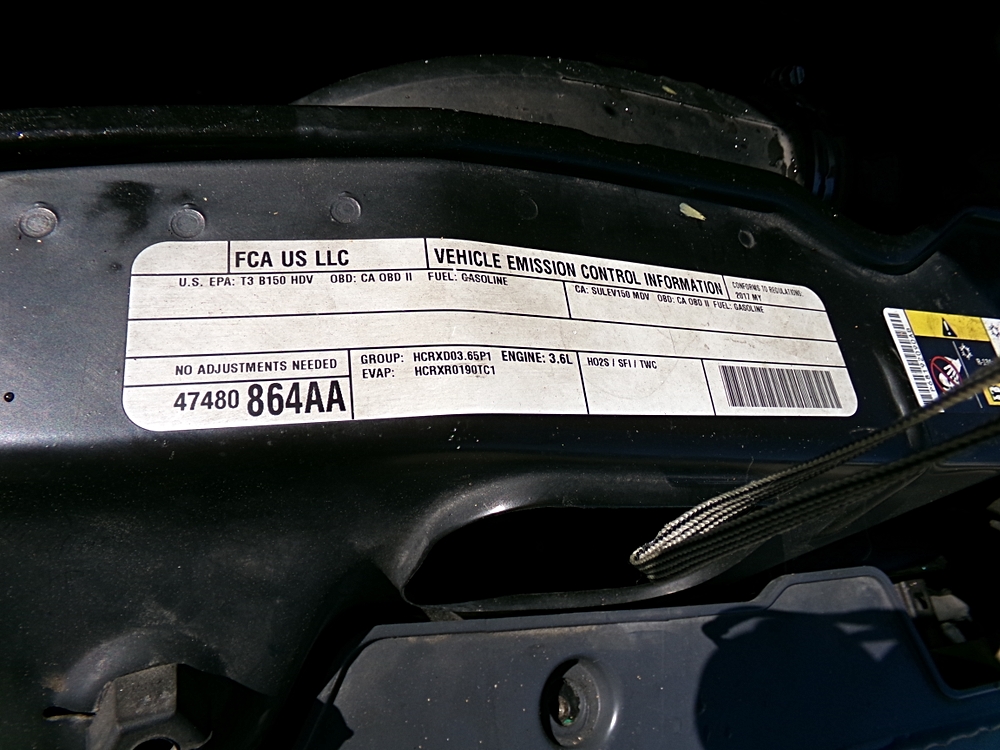 FCA US LLC
VEHICLE EMISSION CONTROL INFORMATION
CONFORMS TO REGULATIONS:
2017 MY
U.S. EPA: T3 B150 HDV OBD: CA OBD II FUEL: GASOLINE
CA: SULEV150 MDV OBD: CA OBD II FUEL: GASOLINE
NO ADJUSTMENTS NEEDED
47480 864AA
GROUP: HCRXD03.65P1 ENGINE: 3.6L
EVAP: HCRXR0190TC1
HO2S / SFI / TWC